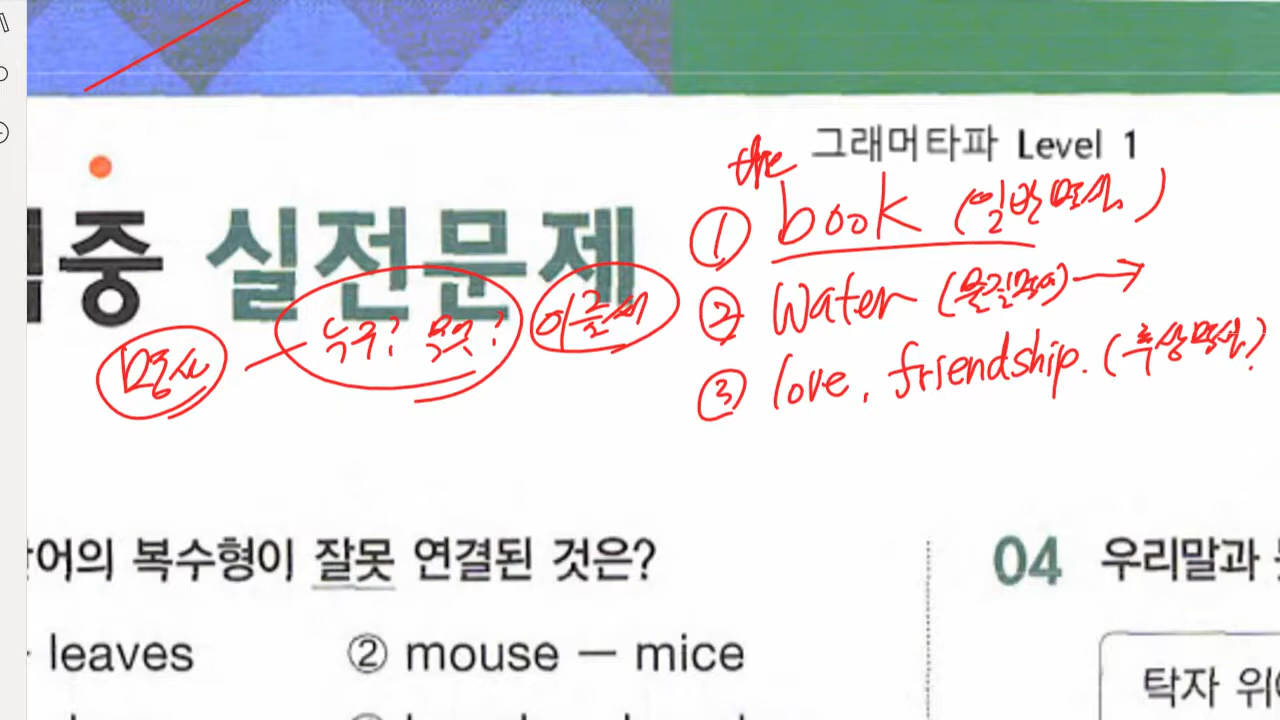 그래머타파 Level 1
중 실전문제
the
① book (일반명사)
② Water (물질명사) →
③ love, friendship. (추상명사)
명사 — 누구? 무엇? 이름
어의 복수형이 잘못 연결된 것은?
leaves
② mouse — mice
04 우리말과
탁자 위에